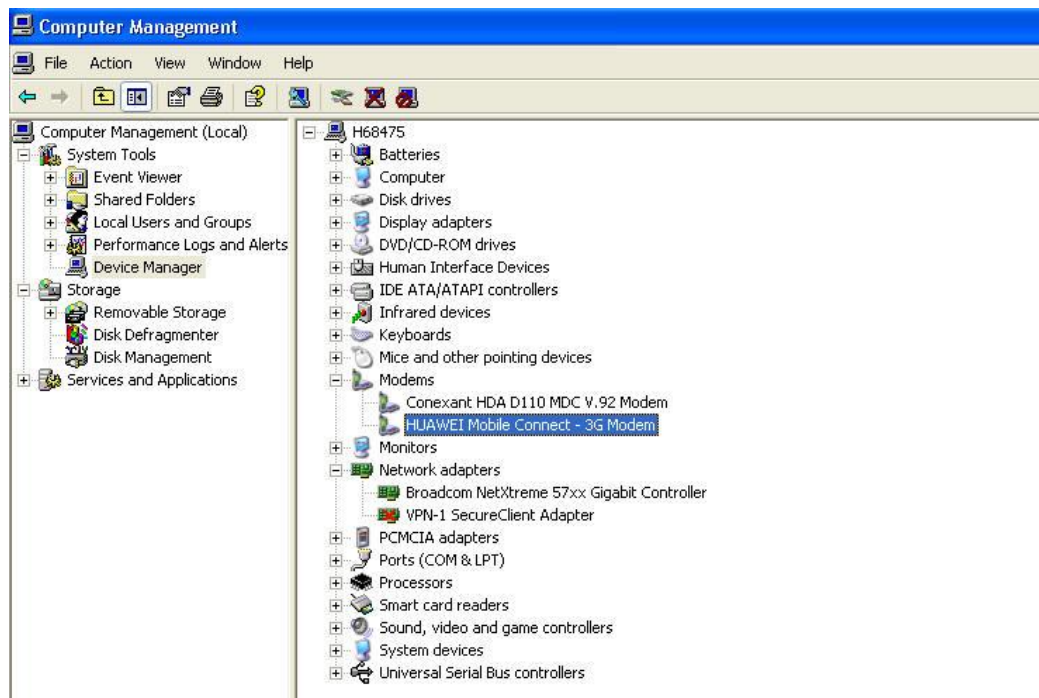 Computer Management
File Action View Window Help
Computer Management (Local)
System Tools
Event Viewer
Shared Folders
Local Users and Groups
Performance Logs and Alerts
Device Manager
Storage
Removable Storage
Disk Defragmenter
Disk Management
Services and Applications
H68475
Batteries
Computer
Disk drives
Display adapters
DVD/CD-ROM drives
Human Interface Devices
IDE ATA/ATAPI controllers
Infrared devices
Keyboards
Mice and other pointing devices
Modems
Conexant HDA D110 MDC V.92 Modem
HUAWEI Mobile Connect - 3G Modem
Monitors
Network adapters
Broadcom NetXtreme 57xx Gigabit Controller
VPN-1 SecureClient Adapter
PCMCIA adapters
Ports (COM & LPT)
Processors
Smart card readers
Sound, video and game controllers
System devices
Universal Serial Bus controllers